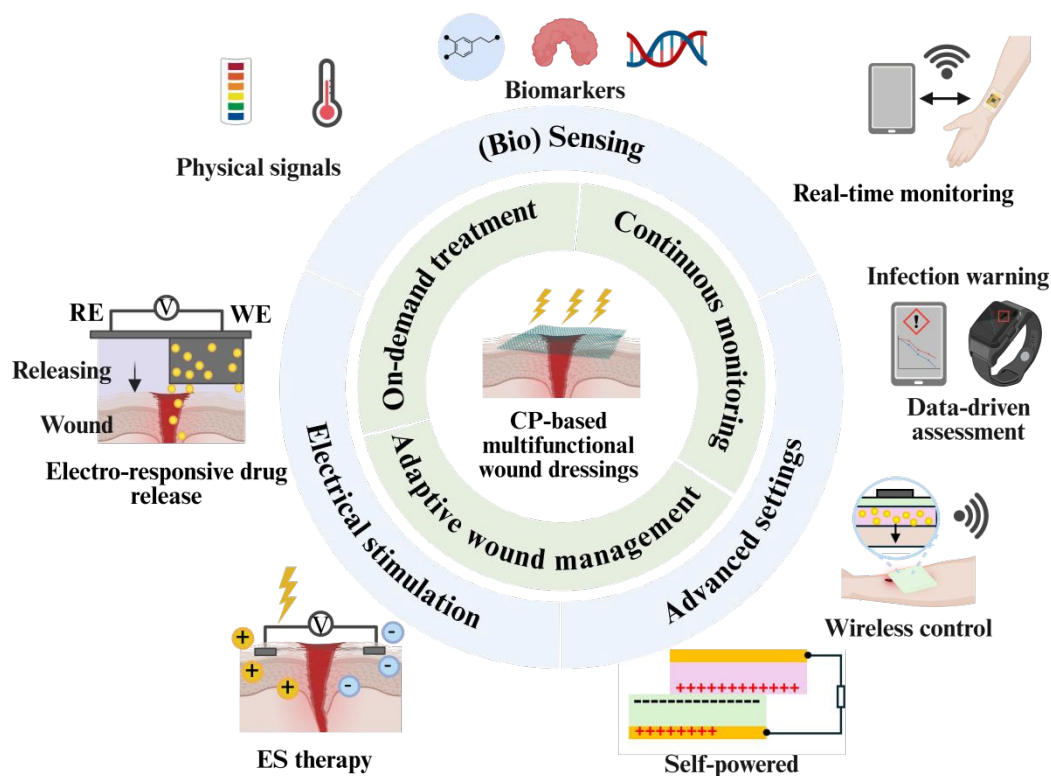 Biomarkers
Physical signals
(Bio) Sensing
Real-time monitoring
On-demand treatment
Continuous monitoring
Infection warning
RE
V
WE
Releasing
Wound
!
Data-driven
assessment
CP-based
multifunctional
wound dressings
Electro-responsive drug
release
Adaptive wound management
Electrical stimulation
Advanced settings
Wireless control
V
+
+
+
-
-
-
ES therapy
+++++++++++
--------------
++++++++
Self-powered